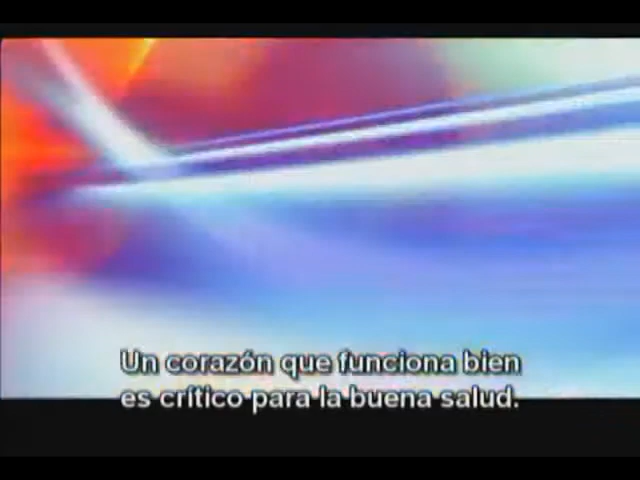 Un corazón que funciona bien
es crítico para la buena salud.